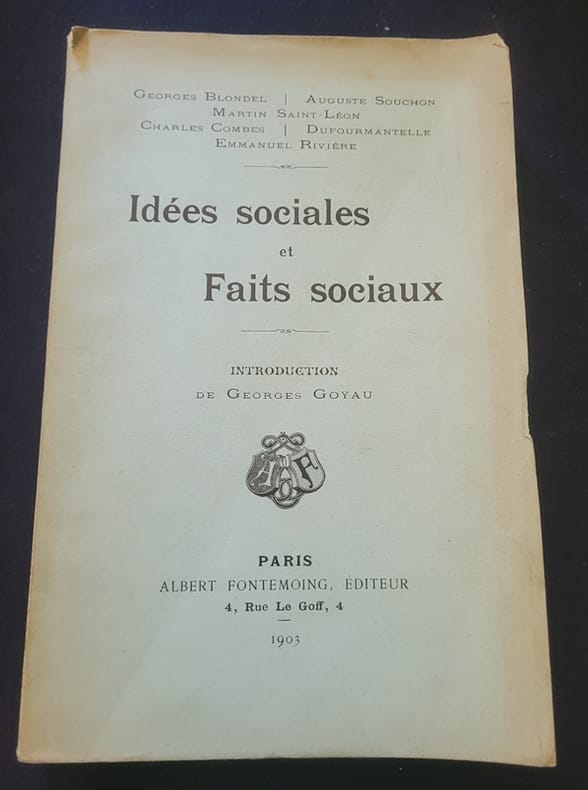 Georges Blondel | Auguste Souchon
Martin Saint-Léon
Charles Combes | Dufourmantelle
Emmanuel Rivière
Idées sociales
et
Faits sociaux
INTRODUCTION
DE Georges Goyau
A F
PARIS
ALBERT FONTEMOING, ÉDITEUR
4, Rue Le Goff, 4
1903